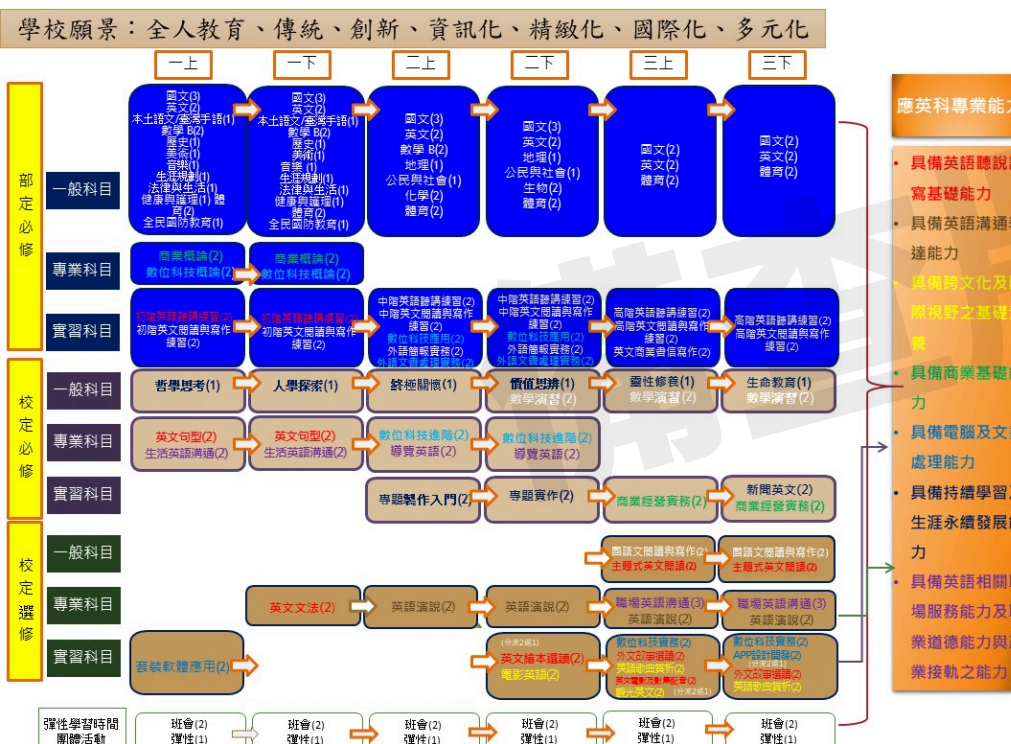 學校願景：全人教育、傳統、創新、資訊化、精緻化、國際化、多元化
一上
一下
二上
二下
三上
三下
部定必修
一般科目
國文(3)
英文(2)
本土語文/臺灣手語(1)
數學 B(2)
歷史(1)
美術(1)
音樂(1)
生涯規劃(1)
法律與生活(1)
健康與護理(1) 體
育(2)
全民國防教育(1)
國文(3)
英文(2)
本土語文/臺灣手語(1)
數學 B(2)
歷史(1)
美術(1)
音樂(1)
生涯規劃(1)
法律與生活(1)
健康與護理(1)
體育(2)
全民國防教育(1)
國文(3)
英文(2)
數學 B(2)
地理(1)
公民與社會(1)
化學(2)
體育(2)
國文(3)
英文(2)
地理(1)
公民與社會(1)
生物(2)
體育(2)
國文(2)
英文(2)
體育(2)
國文(2)
英文(2)
體育(2)
專業科目
商業概論(2)
數位科技概論(2)
商業概論(2)
數位科技概論(2)
實習科目
初階英語聽講練習(2)
初階英文閱讀與寫作
練習(2)
初階英語聽講練習(2)
初階英文閱讀與寫作
練習(2)
中階英語聽講練習(2)
中階英文閱讀與寫作
練習(2)
數位科技應用(2)
外語簡報實務(2)
外語文書處理實務(2)
中階英語聽講練習(2)
中階英文閱讀與寫作
練習(2)
數位科技應用(2)
外語簡報實務(2)
外語文書處理實務(2)
高階英語聽講練習(2)
高階英文閱讀與寫作
練習(2)
英文商業書信寫作(2)
高階英語聽講練習(2)
高階英文閱讀與寫作
練習(2)
校定必修
一般科目
哲學思考(1)
人學探索(1)
終極關懷(1)
價值思辨(1)
數學演習(2)
靈性修養(1)
數學演習(2)
生命教育(1)
數學演習(2)
專業科目
英文句型(2)
生活英語溝通(2)
英文句型(2)
生活英語溝通(2)
數位科技進階(2)
導覽英語(2)
數位科技進階(2)
導覽英語(2)
實習科目
專題製作入門(2)
專題實作(2)
商業經營實務(2)
新聞英文(2)
商業經營實務(2)
校定選修
一般科目
國語文閱讀與寫作(2)
主題式英文閱讀(2)
國語文閱讀與寫作(2)
主題式英文閱讀(2)
專業科目
英文文法(2)
英語演說(2)
英語演說(2)
職場英語溝通(3)
英語演說(2)
職場英語溝通(3)
英語演說(2)
實習科目
套裝軟體應用(2)
(分流2選1)
英文繪本選讀(2)
電影英語(2)
數位科技實務(2)
外文故事選讀(2)
英語歌曲賞析(2)
英文電影及影集配音(2)
觀光英文(2) (分流2選1)
數位科技實務(2)
APP設計開發(2)
(分流2選1)
外文故事選讀(2)
英語歌曲賞析(2)
彈性學習時間
團體活動
班會(2)
彈性(1)
班會(2)
彈性(1)
班會(2)
彈性(1)
班會(2)
彈性(1)
班會(2)
彈性(1)
班會(2)
彈性(1)
應英科專業能
• 具備英語聽說
寫基礎能力
• 具備英語溝通
達能力
• 具備跨文化及
際視野之基礎
養
• 具備商業基礎
力
• 具備電腦及文
處理能力
• 具備持續學習
生涯永續發展
力
• 具備英語相關
場服務能力及
業道德能力與
業接軌之能力